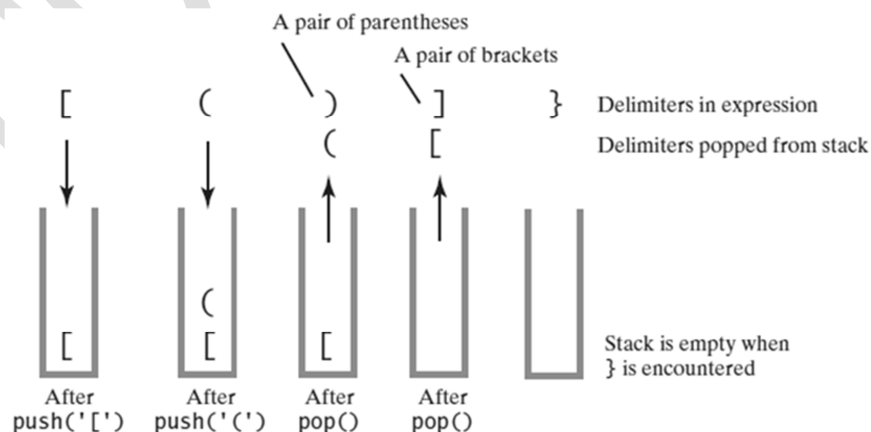 A pair of parentheses
A pair of brackets
[ ( ) ] } Delimiters in expression
( [ Delimiters popped from stack
(
[ [ [ Stack is empty when
} is encountered
After After After After
push('[') push('(') pop() pop()